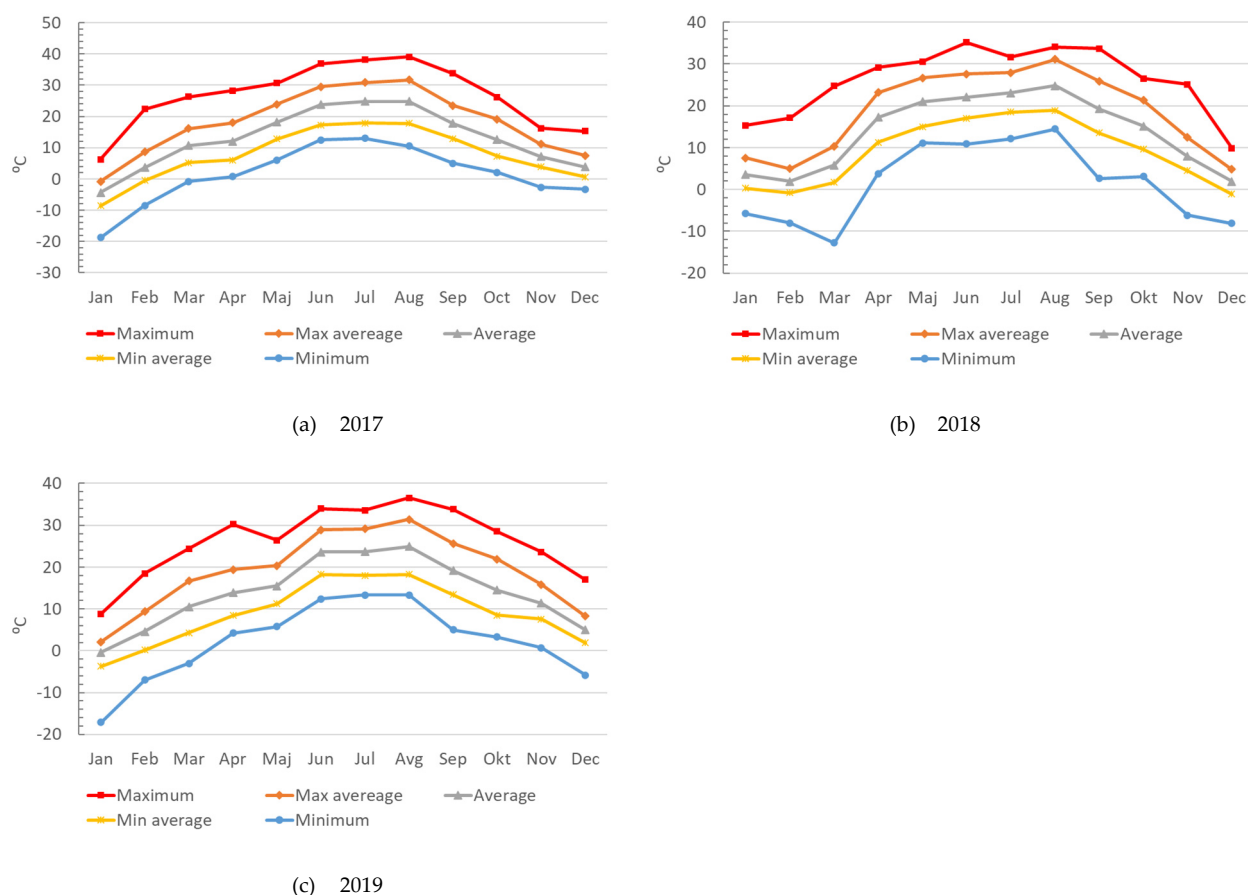 50
40
30
20
10
0
-10
-20
-30
ºC
Jan Feb Mar Apr Maj Jun Jul Aug Sep Oct Nov Dec
Maximum Max avereage Average
Min average Minimum
(a) 2017
40
30
20
10
0
-10
-20
ºC
Jan Feb Mar Apr Maj Jun Jul Aug Sep Okt Nov Dec
Maximum Max avereage Average
Min average Minimum
(b) 2018
40
30
20
10
0
-10
-20
ºC
Jan Feb Mar Apr Maj Jun Jul Avg Sep Okt Nov Dec
Maximum Max avereage Average
Min average Minimum
(c) 2019